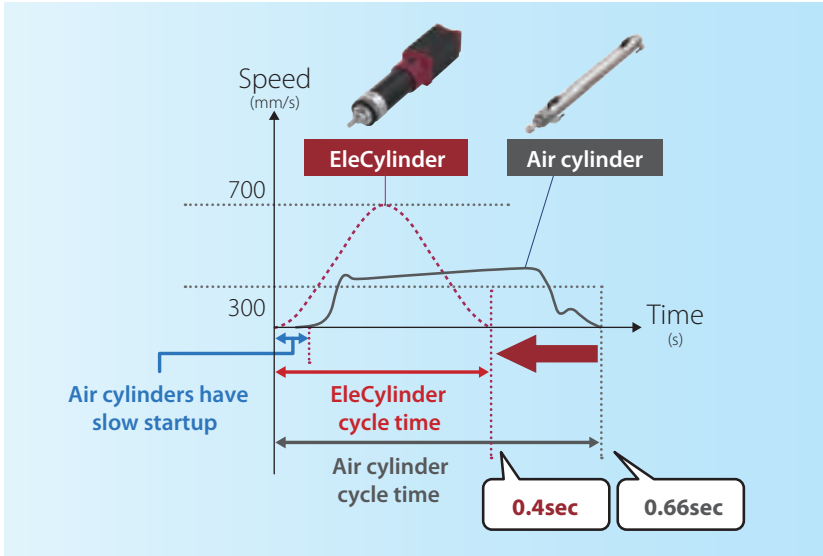 Speed
(mm/s)
EleCylinder
Air cylinder
700
300
Time
(s)
Air cylinders have
slow startup
EleCylinder
cycle time
Air cylinder
cycle time
0.4sec
0.66sec